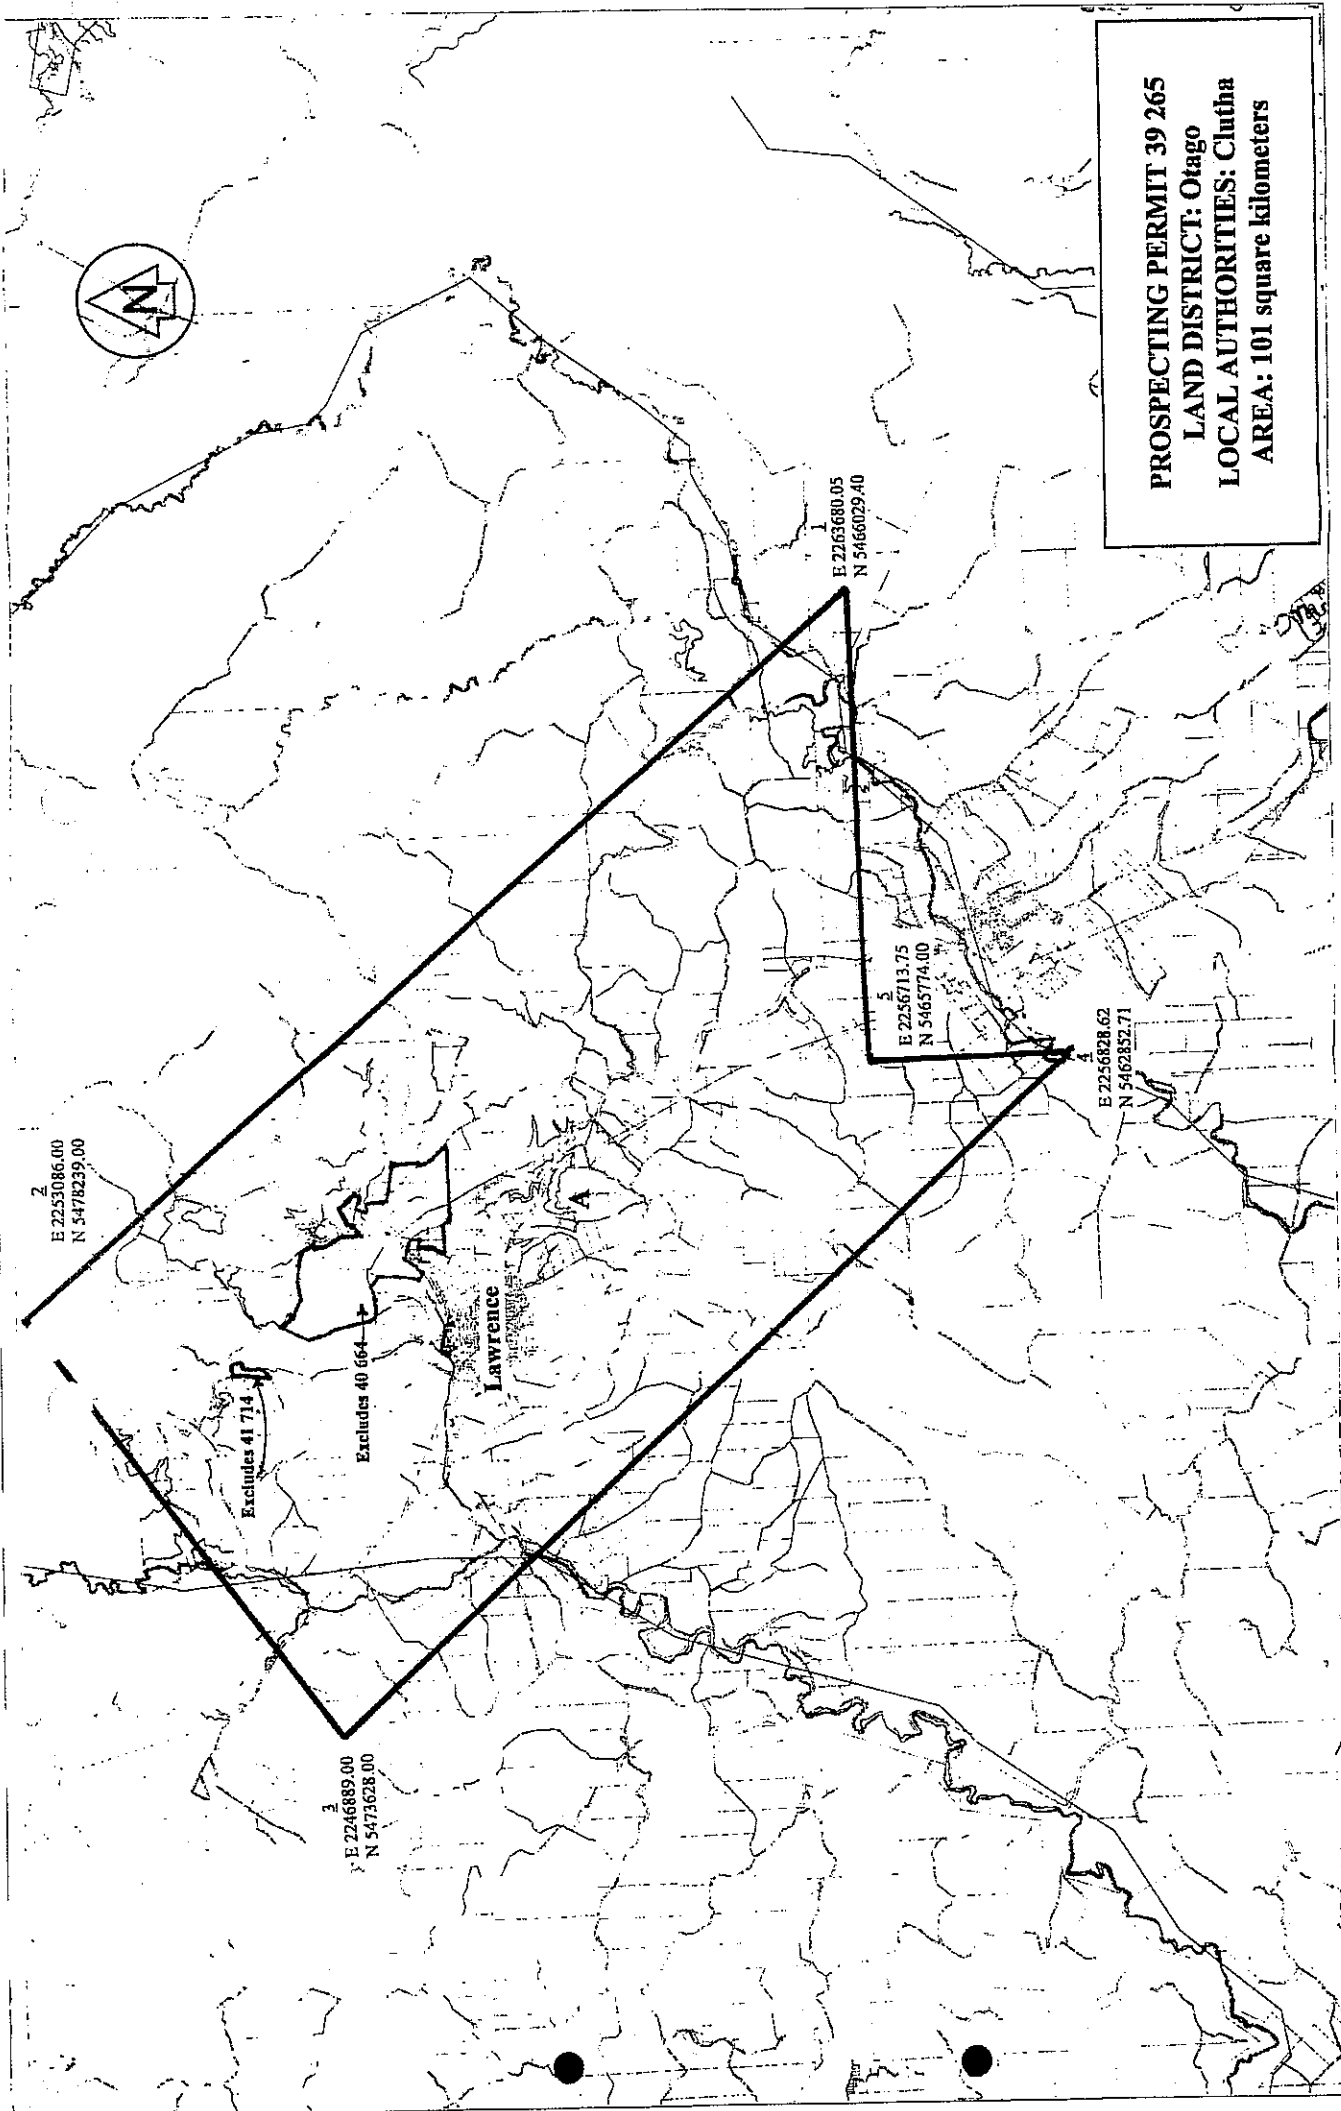 N
2
E 2253086.00
N 5478239.00
Excludes 41 714
Excludes 40 664
3
E 2246889.00
N 5473628.00
Lawrence
A
1
E 2263680.05
N 5466029.40
5
E 2256713.75
N 5465774.00
4
E 2256828.62
N 5462852.71
PROSPECTING PERMIT 39 265
LAND DISTRICT: Otago
LOCAL AUTHORITIES: Clutha
AREA: 101 square kilometers